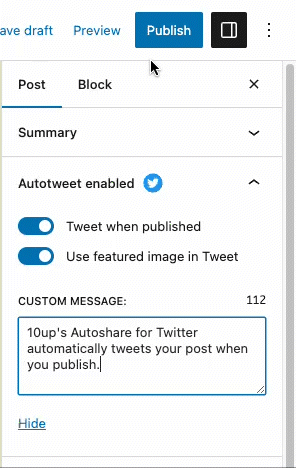 ave draft Preview Publish
Post Block
Summary
Autotweet enabled
Tweet when published
Use featured image in Tweet
CUSTOM MESSAGE: 112
10up's Autoshare for Twitter
automatically tweets your post when
you publish.
Hide